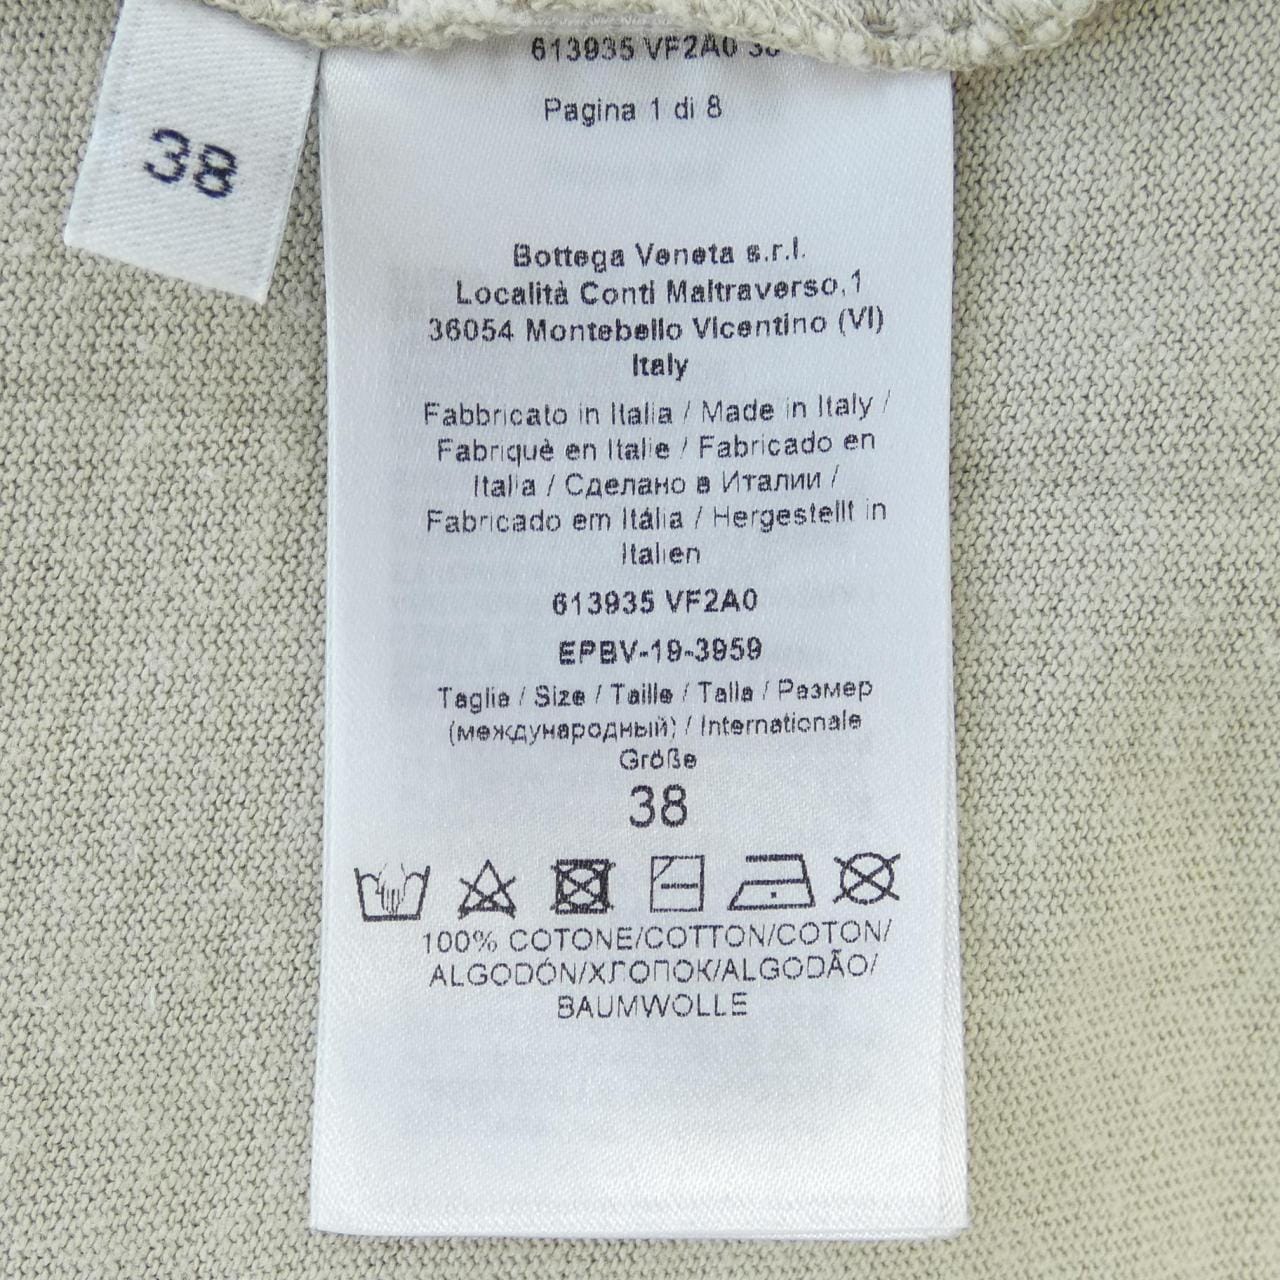 38
613935 VF2A0 38
Pagina 1 di 8
Bottega Veneta s.r.l.
Località Conti Maltraverso,1
36054 Montebello Vicentino (VI)
Italy
Fabbricato in Italia / Made in Italy /
Fabriquè en Italie / Fabricado en
Italia / Сделано в Италии /
Fabricado em Itália / Hergestellt in
Italien
613935 VF2A0
EPBV-19-3959
Taglia / Size / Taille / Talla / Размер
(международный) / Internationale
Größe
38
100% COTONE/COTTON/COTON/
ALGODÓN/ХЛОПОК/ALGODÃO/
BAUMWOLLE